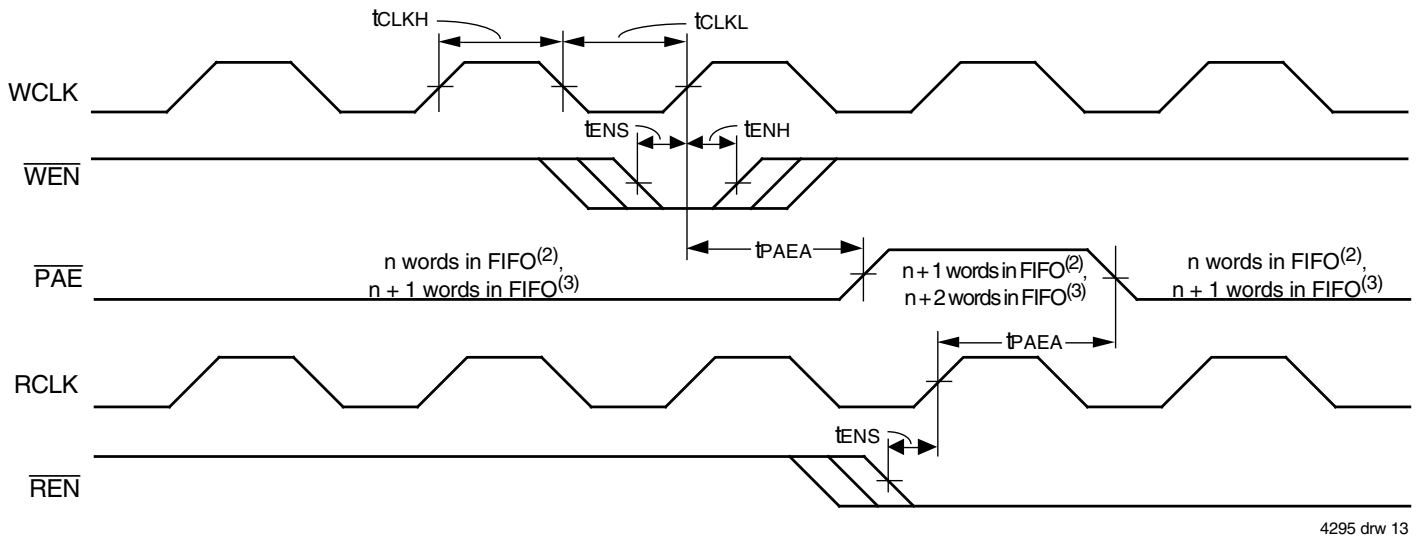 tCLKH
tCLKL
WCLK
tENS
tENH
WEN
tPAEA
PAE
n words in FIFO(2),
n + 1 words in FIFO(3)
n + 1 words in FIFO(2),
n + 2 words in FIFO(3)
n words in FIFO(2),
n + 1 words in FIFO(3)
tPAEA
RCLK
tENS
REN
4295 drw 13